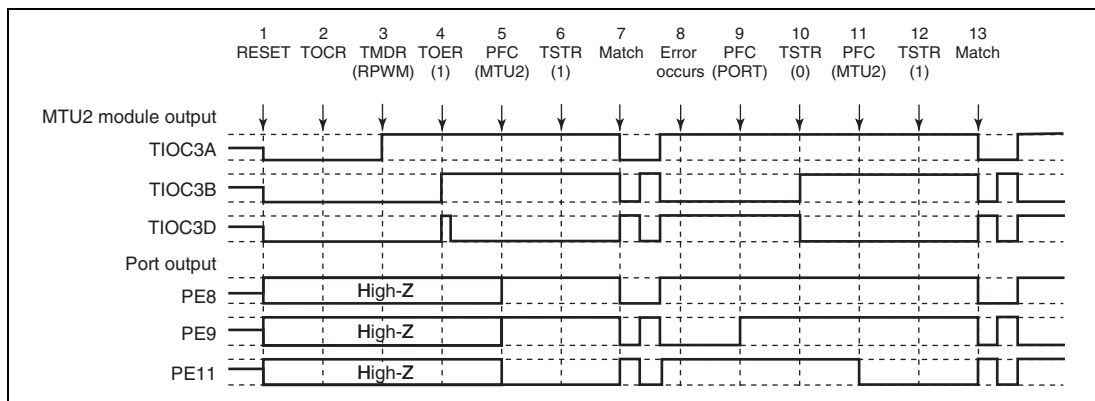 1 2 3 4 5 6 7 8 9 10 11 12 13
RESET TOCR TMDR TOER PFC TSTR Match Error PFC TSTR PFC TSTR Match
(RPWM) (1) (MTU2) (1) occurs (PORT) (0) (MTU2) (1)
MTU2 module output
TIOC3A
TIOC3B
TIOC3D
Port output
PE8 High-Z
PE9 High-Z
PE11 High-Z